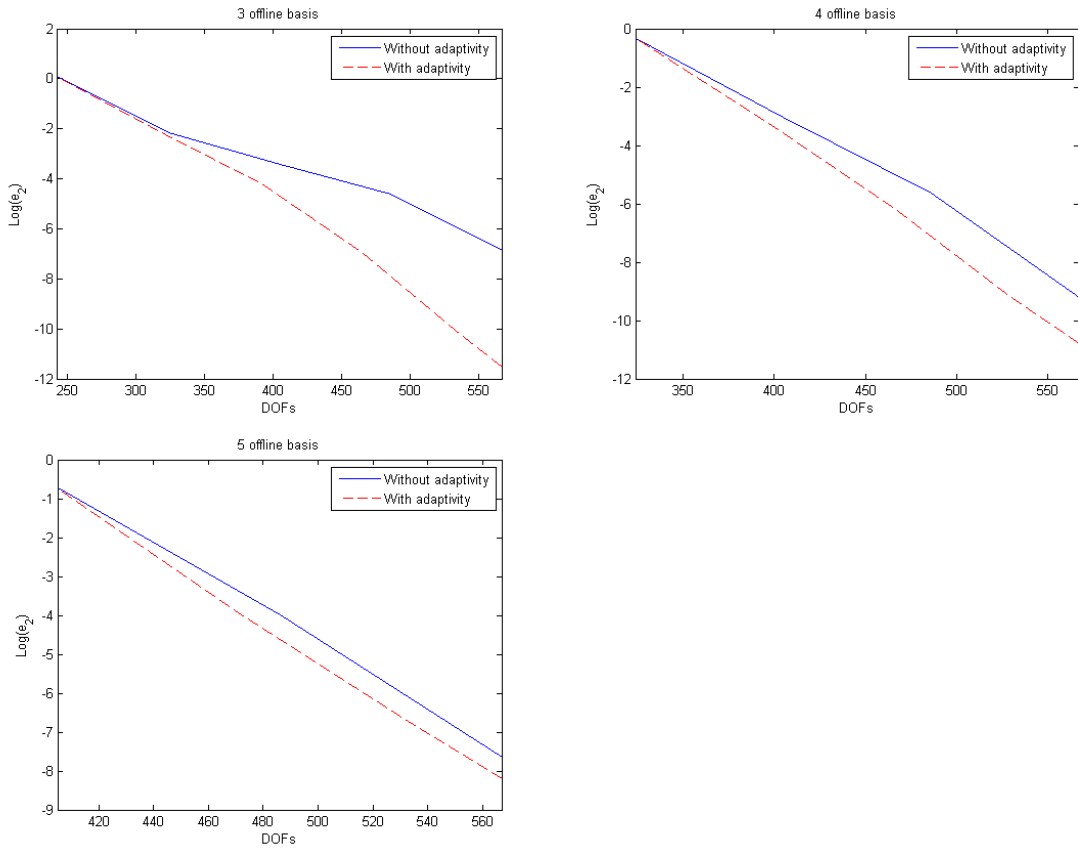 3 offline basis
2
0
-2
-4
-6
-8
-10
-12
Log(e2)
250 300 350 400 450 500 550
DOFs
Without adaptivity
With adaptivity
4 offline basis
0
-2
-4
-6
-8
-10
-12
Log(e2)
350 400 450 500 550
DOFs
Without adaptivity
With adaptivity
5 offline basis
0
-1
-2
-3
-4
-5
-6
-7
-8
-9
Log(e2)
420 440 460 480 500 520 540 560
DOFs
Without adaptivity
With adaptivity